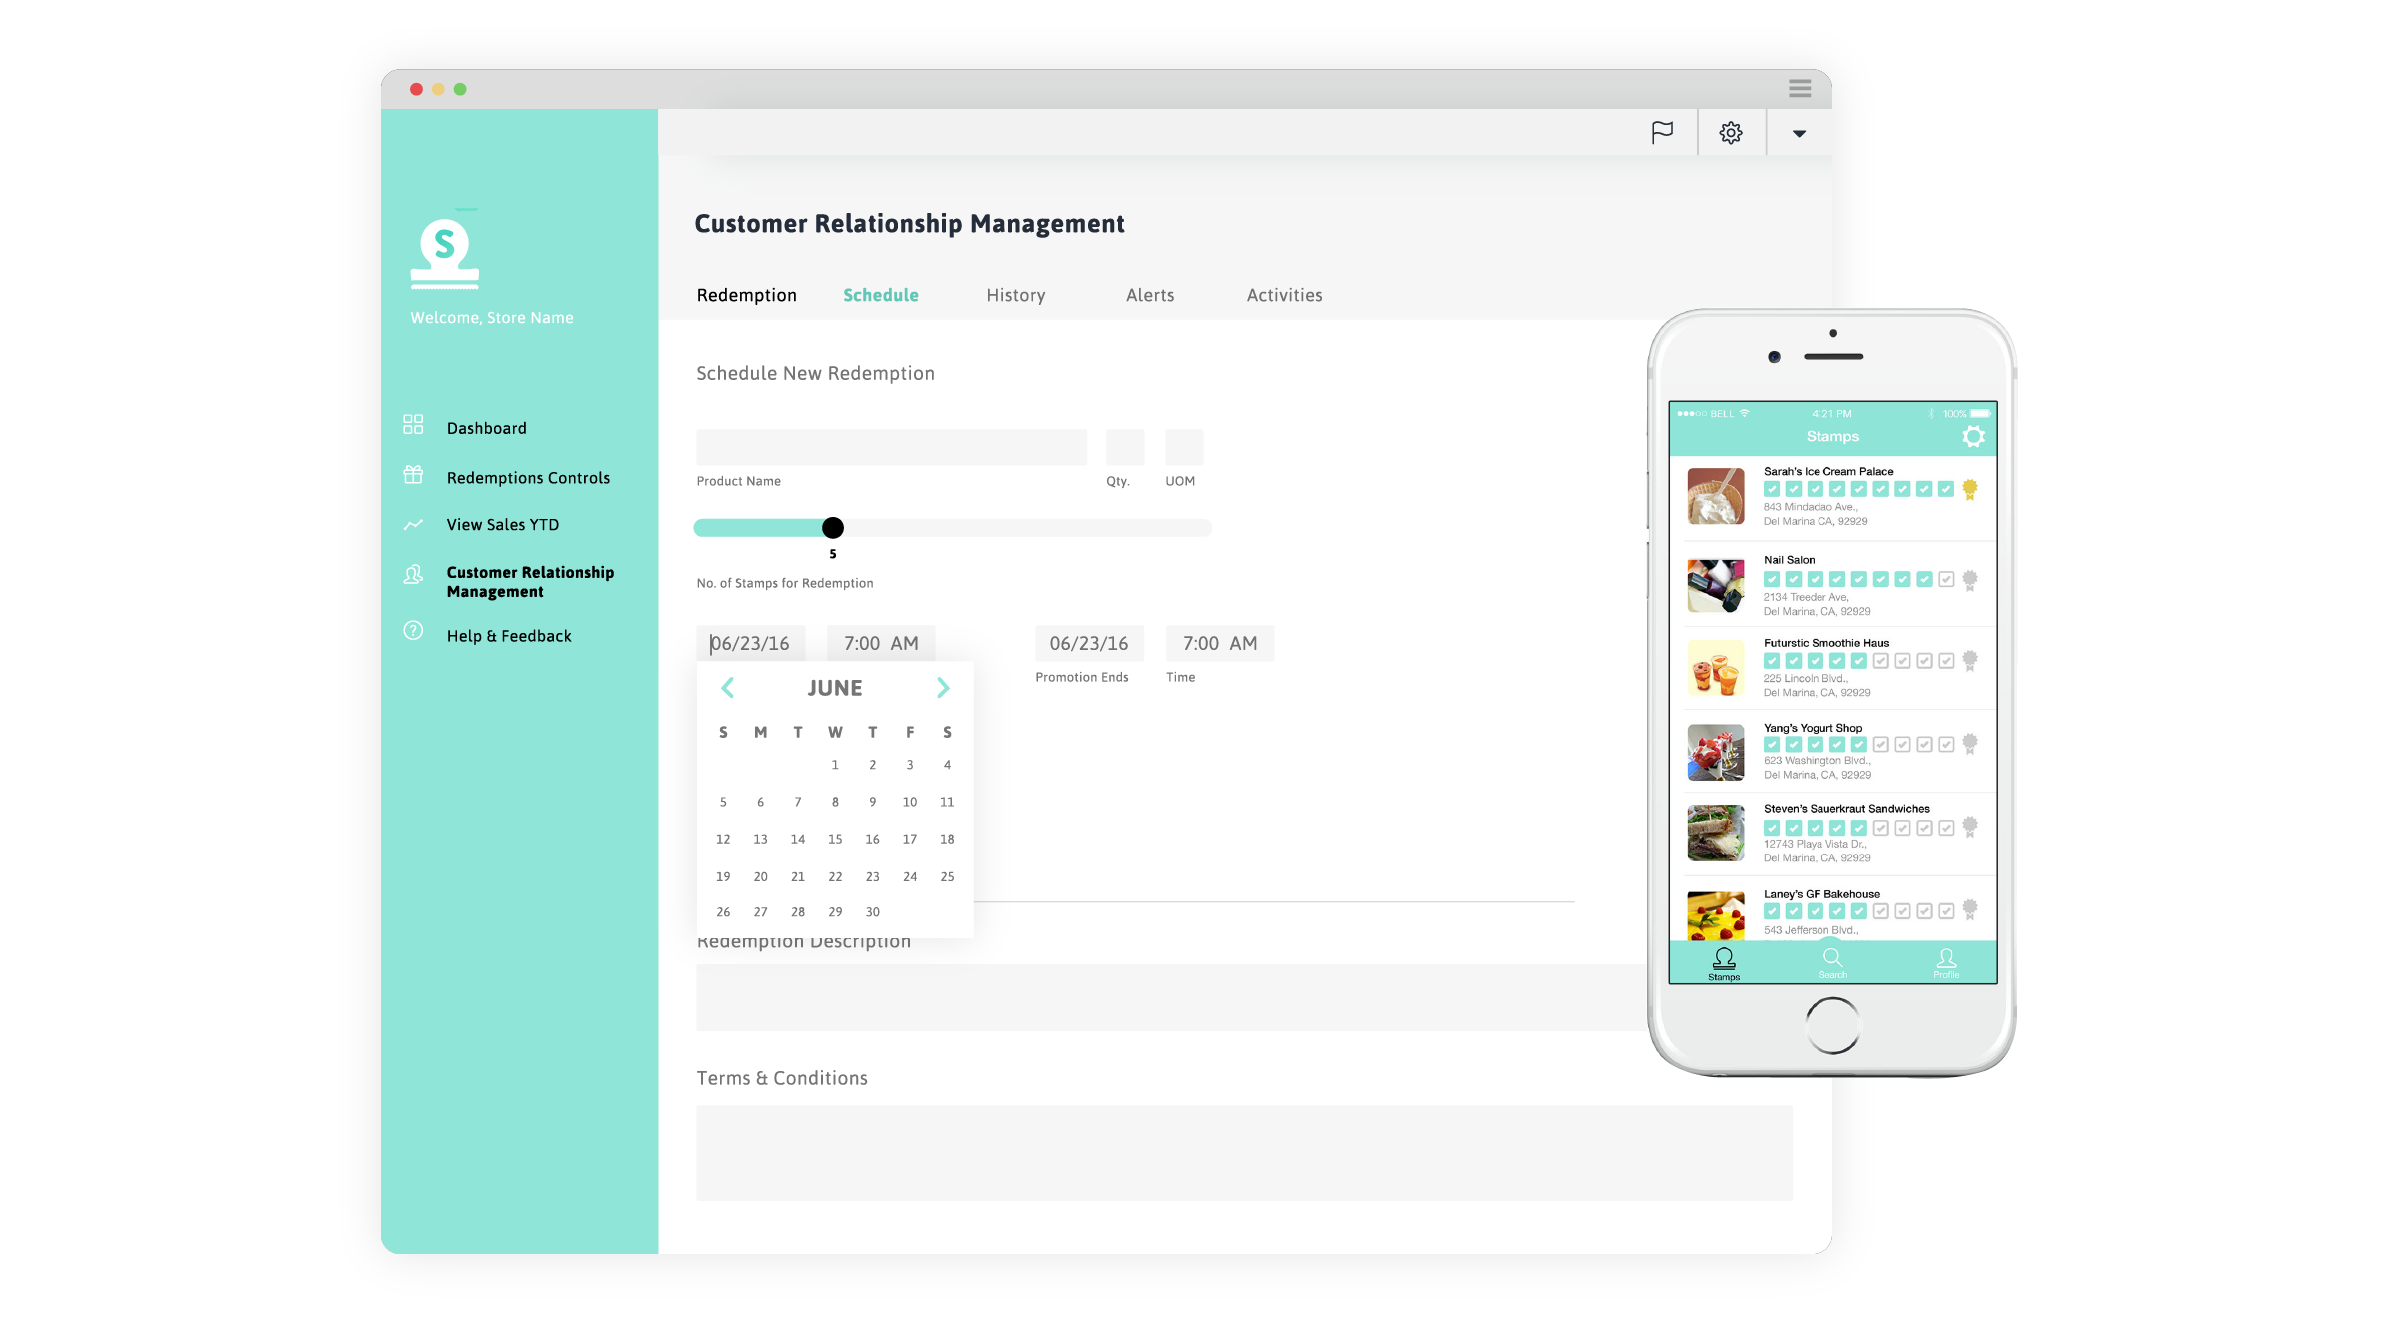 S
Welcome, Store Name
Dashboard
Redemptions Controls
View Sales YTD
Customer Relationship
Management
Help & Feedback
Customer Relationship Management
Redemption Schedule History Alerts Activities
Schedule New Redemption
Product Name Qty. UOM
5
No. of Stamps for Redemption
06/23/16 7:00 AM 06/23/16 7:00 AM
Promotion Ends Time
JUNE
S M T W T F S
1 2 3 4
5 6 7 8 9 10 11
12 13 14 15 16 17 18
19 20 21 22 23 24 25
26 27 28 29 30
Redemption Description
Terms & Conditions
BELL 4:21 PM 100%
Stamps
Sarah's Ice Cream Palace
843 Mindadao Ave.,
Del Marina CA, 92929
Nail Salon
2134 Treeder Ave,
Del Marina, CA, 92929
Futurstic Smoothie Haus
225 Lincoln Blvd.,
Del Marina, CA, 92929
Yang's Yogurt Shop
623 Washington Blvd.,
Del Marina, CA, 92929
Steven's Sauerkraut Sandwiches
12743 Playa Vista Dr.,
Del Marina, CA, 92929
Laney's GF Bakehouse
543 Jefferson Blvd.,
Stamps Search Profile